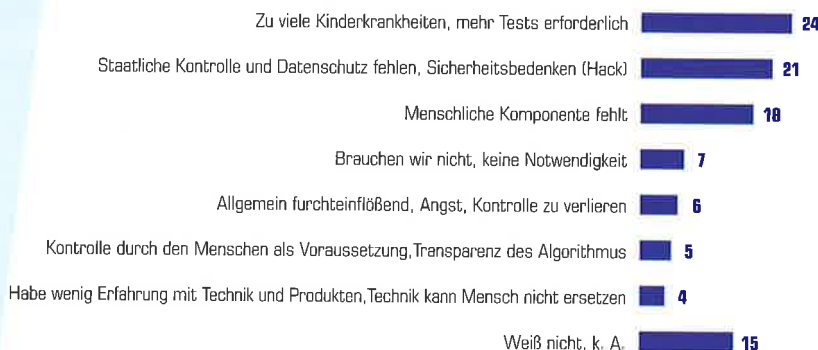 Zu viele Kinderkrankheiten, mehr Tests erforderlich 24
Staatliche Kontrolle und Datenschutz fehlen, Sicherheitsbedenken (Hack) 21
Menschliche Komponente fehlt 18
Brauchen wir nicht, keine Notwendigkeit 7
Allgemein furchteinflößend, Angst, Kontrolle zu verlieren 6
Kontrolle durch den Menschen als Voraussetzung,Transparenz des Algorithmus 5
Habe wenig Erfahrung mit Technik und Produkten,Technik kann Mensch nicht ersetzen 4
Weiß nicht, k. A. 15